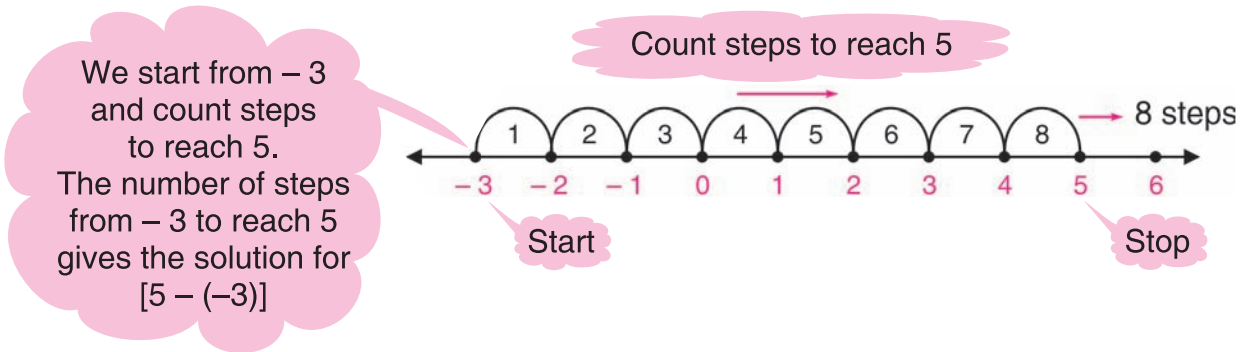 We start from – 3
and count steps
to reach 5.
The number of steps
from – 3 to reach 5
gives the solution for
[5 – (–3)]
Count steps to reach 5
1 2 3 4 5 6 7 8
8 steps
– 3 – 2 – 1 0 1 2 3 4 5 6
Start
Stop